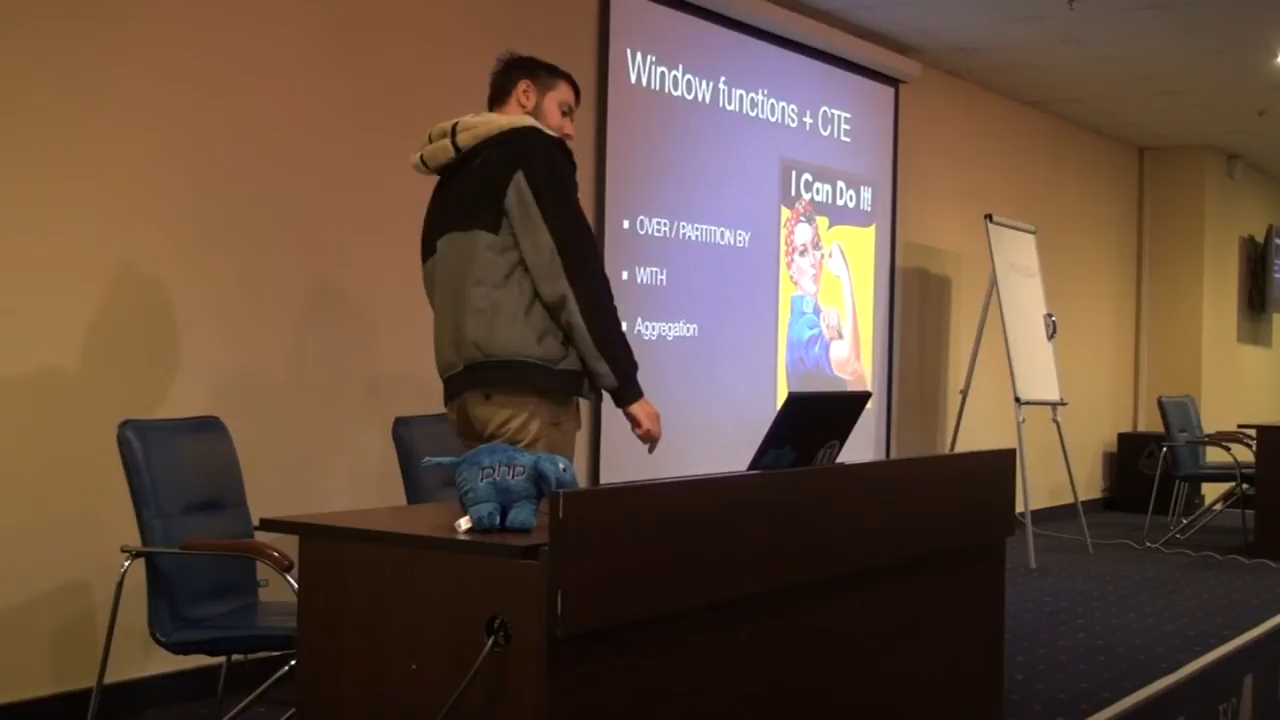 Window functions + CTE
I Can Do It!
OVER / PARTITION BY
WITH
Aggregation
php